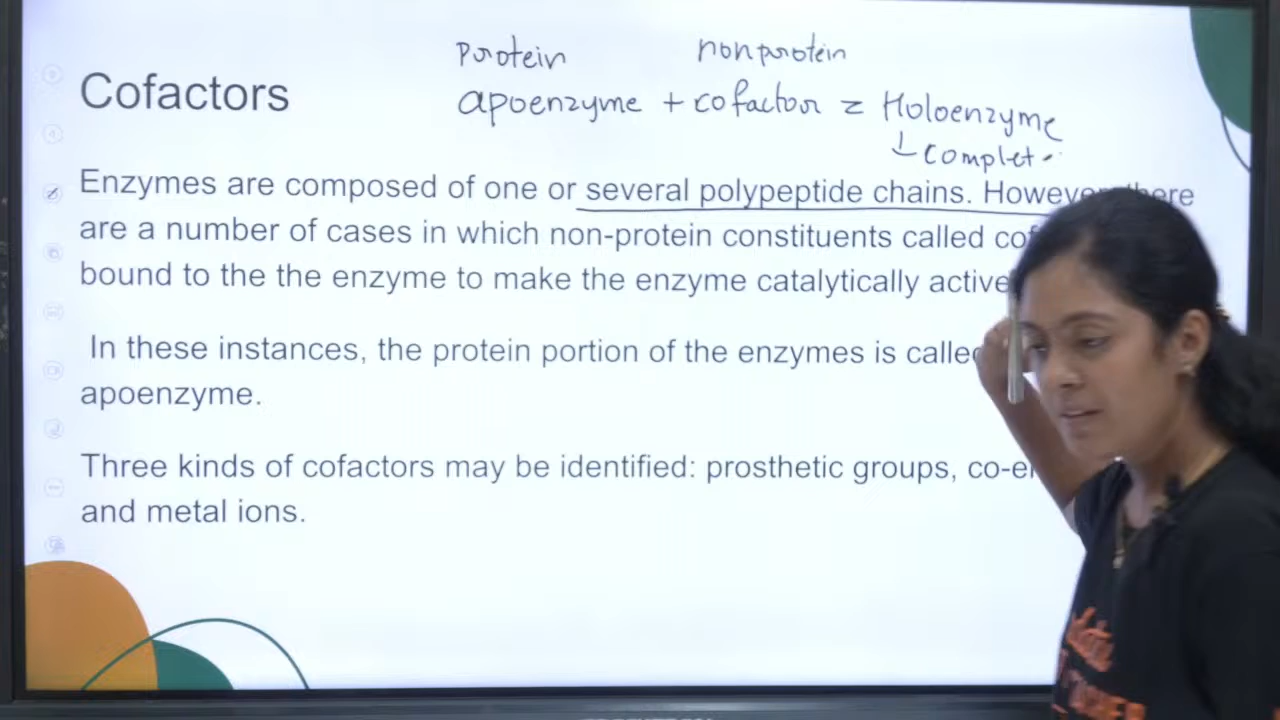 protein nonprotein
Cofactors
apoenzyme + cofactor = Holoenzyme
complet
Enzymes are composed of one or several polypeptide chains. However there
are a number of cases in which non-protein constituents called
bound to the the enzyme to make the enzyme catalytically active
In these instances, the protein portion of the enzymes is called
apoenzyme.
Three kinds of cofactors may be identified: prosthetic groups,
and metal ions.